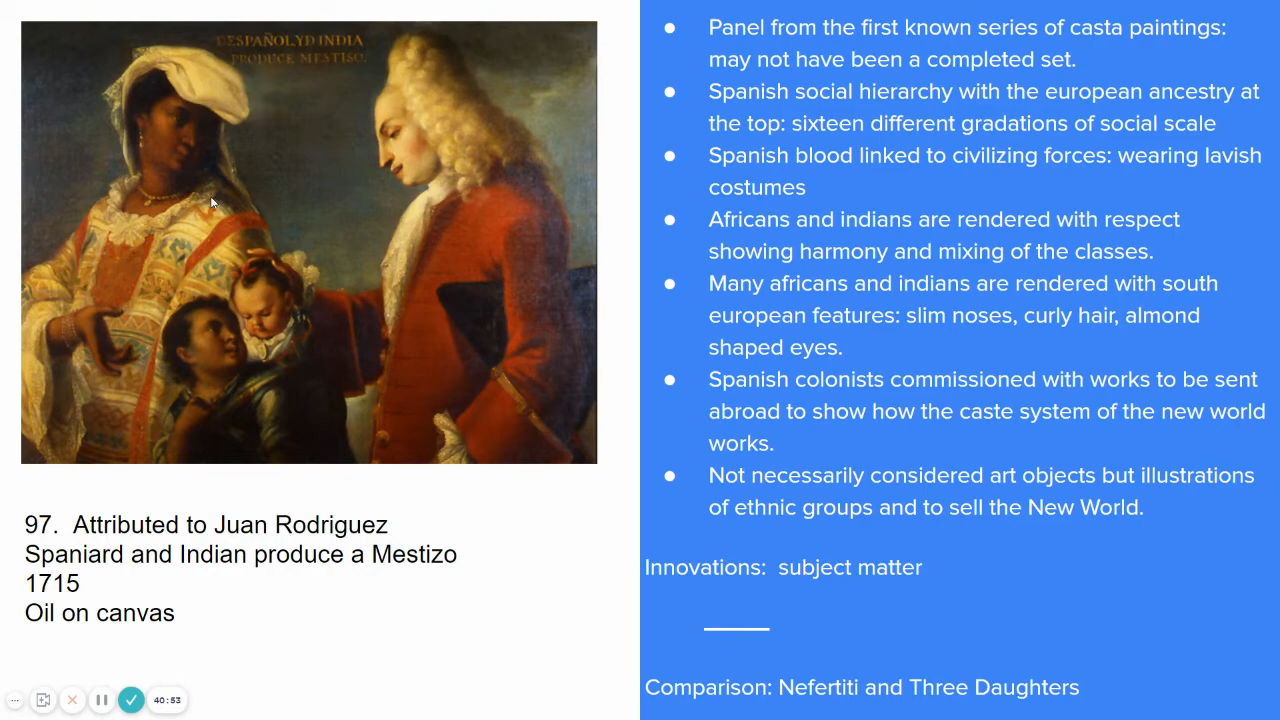 DESPAÑOLYD INDIA
PRODUCE MESTISO.
97.  Attributed to Juan Rodriguez
Spaniard and Indian produce a Mestizo
1715
Oil on canvas
● Panel from the first known series of casta paintings:
may not have been a completed set.
● Spanish social hierarchy with the european ancestry at
the top: sixteen different gradations of social scale
● Spanish blood linked to civilizing forces: wearing lavish
costumes
● Africans and indians are rendered with respect
showing harmony and mixing of the classes.
● Many africans and indians are rendered with south
european features: slim noses, curly hair, almond
shaped eyes.
● Spanish colonists commissioned with works to be sent
abroad to show how the caste system of the new world
works.
● Not necessarily considered art objects but illustrations
of ethnic groups and to sell the New World.
Innovations:  subject matter
Comparison: Nefertiti and Three Daughters
40:53